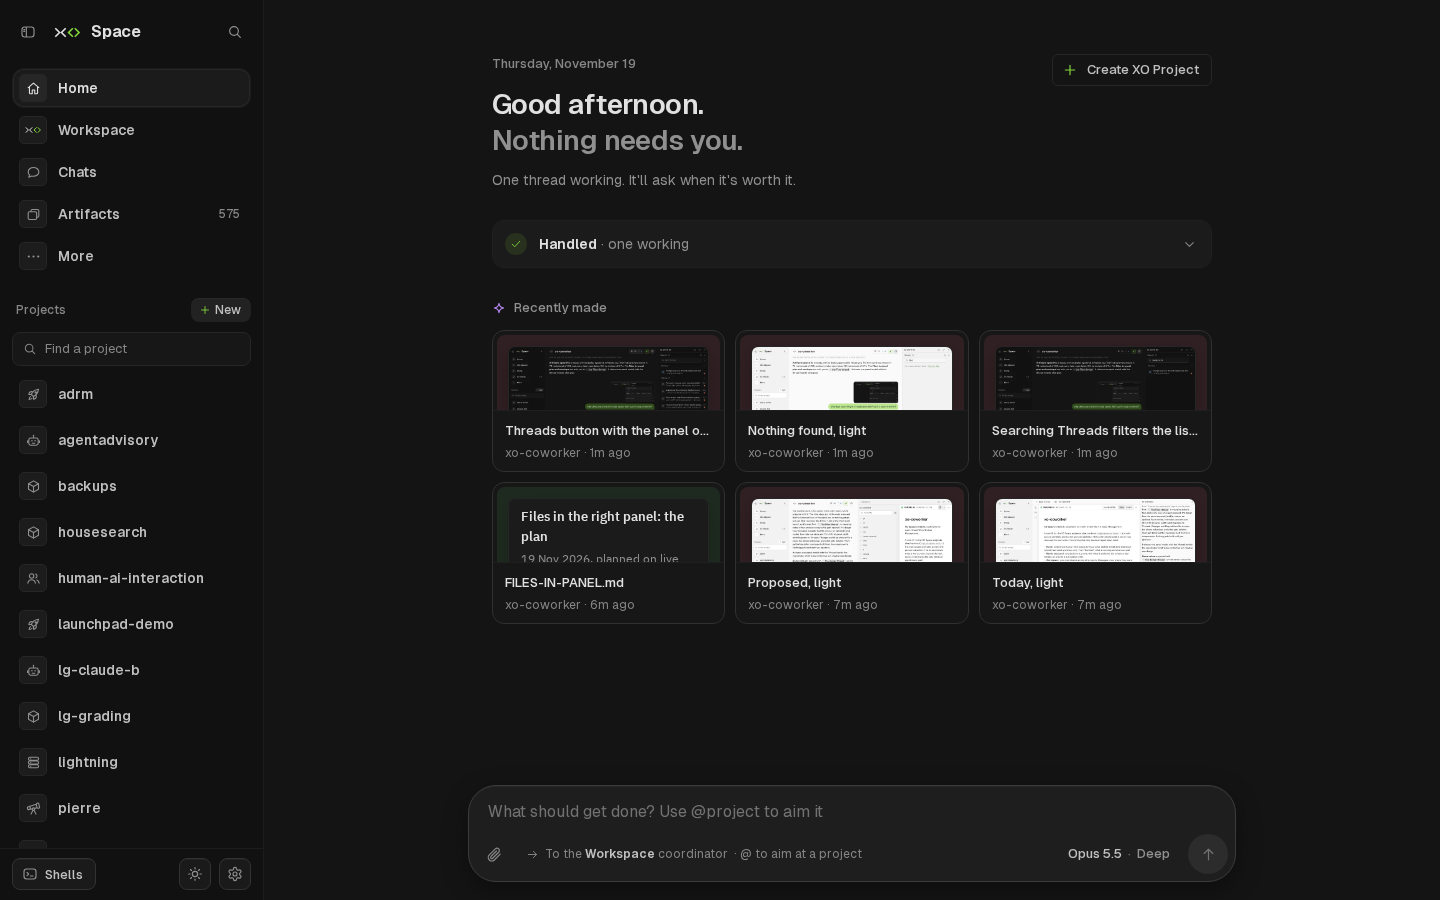 Space
Home
Workspace
Chats
Artifacts 575
More
Projects
New
Find a project
adrm
agentadvisory
backups
housesearch
human-ai-interaction
launchpad-demo
lg-claude-b
lg-grading
lightning
pierre
Shells
Thursday, November 19
Create XO Project
Good afternoon.
Nothing needs you.
One thread working. It'll ask when it's worth it.
Handled · one working
Recently made
Threads button with the panel o...
xo-coworker · 1m ago
Nothing found, light
xo-coworker · 1m ago
Searching Threads filters the lis...
xo-coworker · 1m ago
Files in the right panel: the
plan
19 Nov 2026, planned on live
FILES-IN-PANEL.md
xo-coworker · 6m ago
Proposed, light
xo-coworker · 7m ago
Today, light
xo-coworker · 7m ago
What should get done? Use @project to aim it
To the Workspace coordinator · @ to aim at a project
Opus 5.5 · Deep